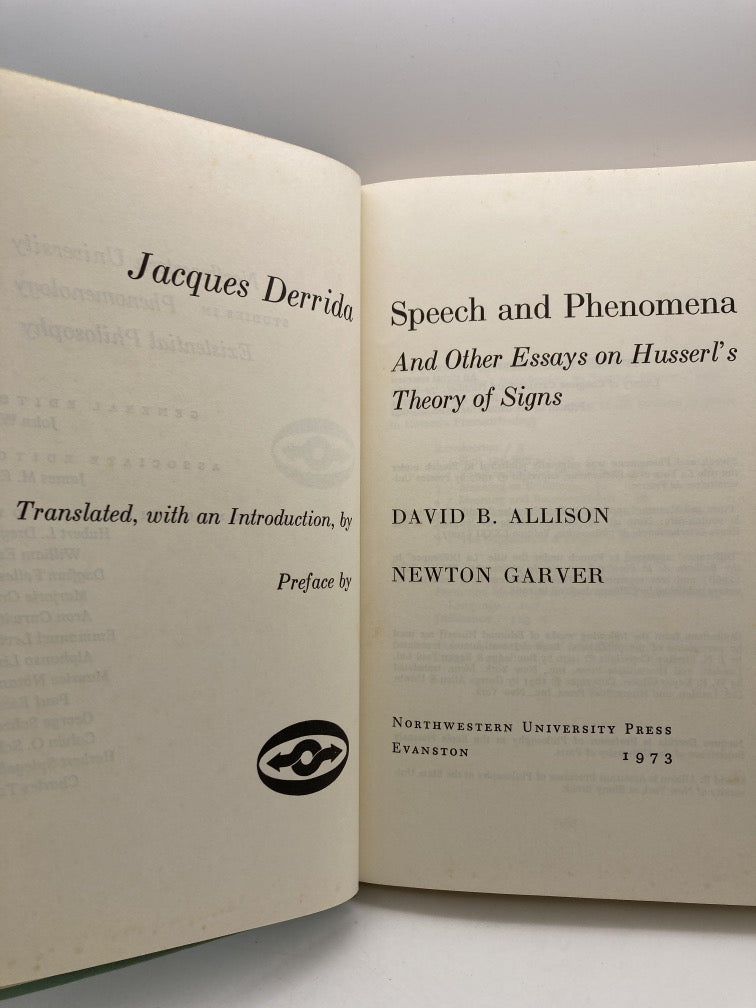 Jacques Derrida
Translated, with an Introduction, by
Preface by
Speech and Phenomena
And Other Essays on Husserl's
Theory of Signs
DAVID B. ALLISON
NEWTON GARVER
NORTHWESTERN UNIVERSITY PRESS
EVANSTON 1973